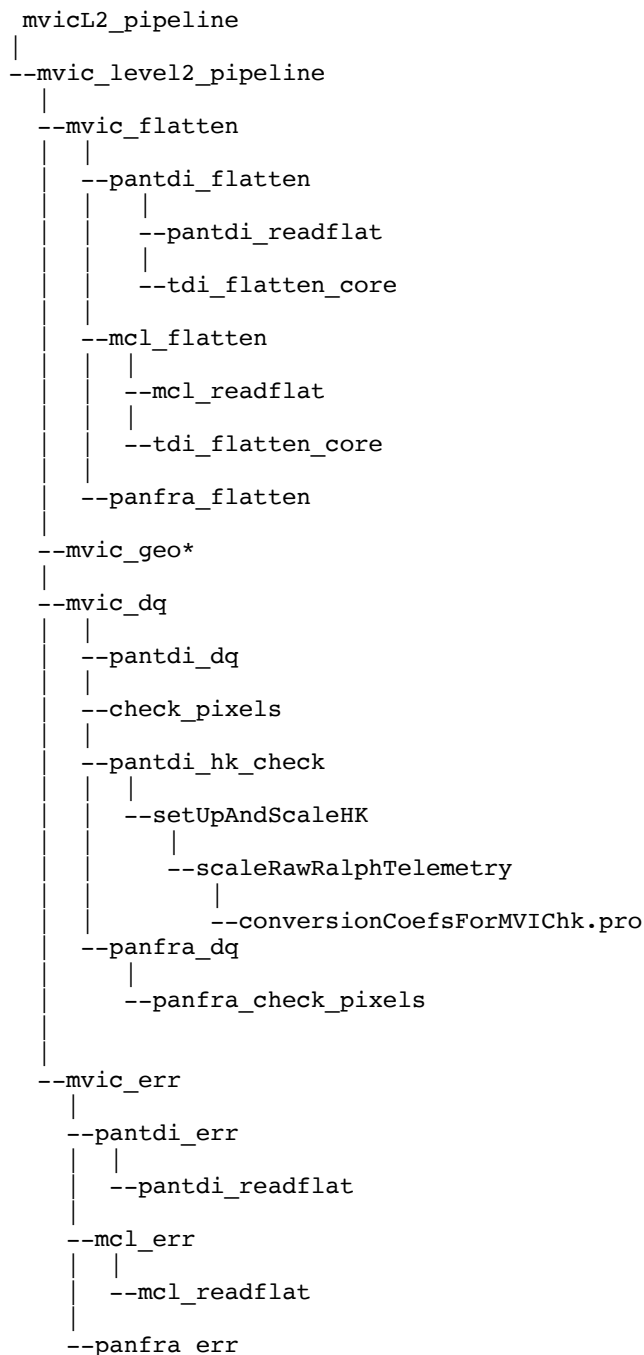 mvicL2_pipeline
|
--mvic_level2_pipeline
  |
  --mvic_flatten
  |  |
  |  --pantdi_flatten
  |  |   |
  |  |   --pantdi_readflat
  |  |   |
  |  |   --tdi_flatten_core
  |  |
  |  --mcl_flatten
  |  |  |
  |  |  --mcl_readflat
  |  |  |
  |  |  --tdi_flatten_core
  |  |
  |  --panfra_flatten
  |
  --mvic_geo*
  |
  --mvic_dq
  |  |
  |  --pantdi_dq
  |  |
  |  --check_pixels
  |  |
  |  --pantdi_hk_check
  |  |  |
  |  |  --setUpAndScaleHK
  |  |     |
  |  |     --scaleRawRalphTelemetry
  |  |        |
  |  |        --conversionCoefsForMVIChk.pro
  |  --panfra_dq
  |     |
  |     --panfra_check_pixels
  |
  |
  --mvic_err
    |
    --pantdi_err
    |  |
    |  --pantdi_readflat
    |
    --mcl_err
    |  |
    |  --mcl_readflat
    |
    --panfra_err